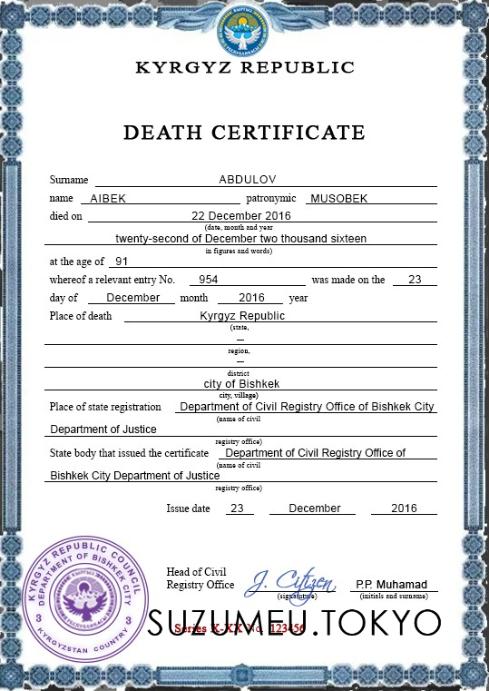 KYRGYZ REPUBLIC
DEATH CERTIFICATE
Surname ABDULOV
name AIBEK patronymic MUSOBEK
died on 22 December 2016
(date, month and year
twenty-second of December two thousand sixteen
in figures and words)
at the age of 91
whereof a relevant entry No. 954 was made on the 23
day of December month 2016 year
Place of death Kyrgyz Republic
(state,
—
region,
—
district
city of Bishkek
city, village)
Place of state registration Department of Civil Registry Office of Bishkek City
(name of civil
Department of Justice
registry office)
State body that issued the certificate Department of Civil Registry Office of
(name of civil
Bishkek City Department of Justice
registry office)
Issue date 23 December 2016
KYRGYZ REPUBLIC COUNCIL
DEPARTMENT OF BISHKEK CITY
3 3
KYRGYZSTAN COUNTRY
Head of Civil
Registry Office J. Citizen P.P. Muhamad
(signature) (initials and surname)
Series X-XX No. 123456
SUZUMEB.TOKYO